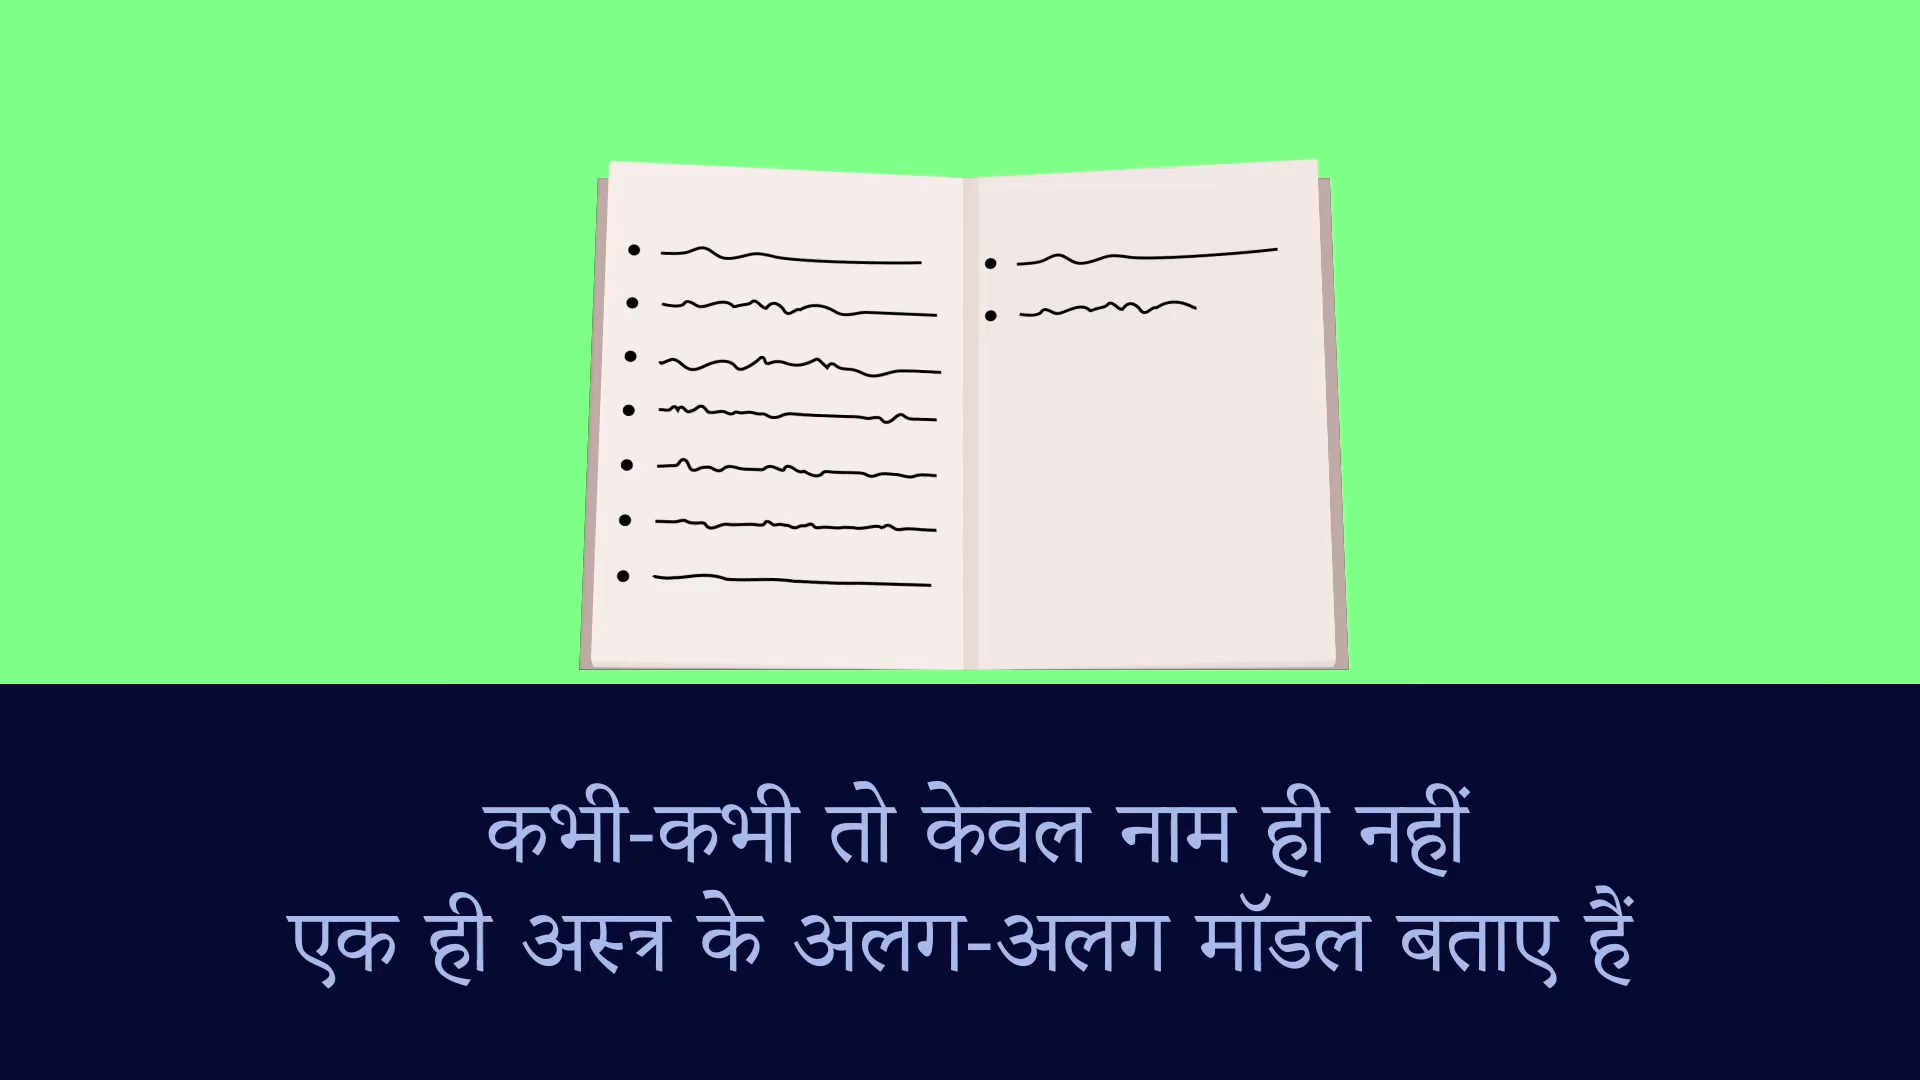 कभी-कभी तो केवल नाम ही नहीं
एक ही अस्त्र के अलग-अलग मॉडल बताए हैं